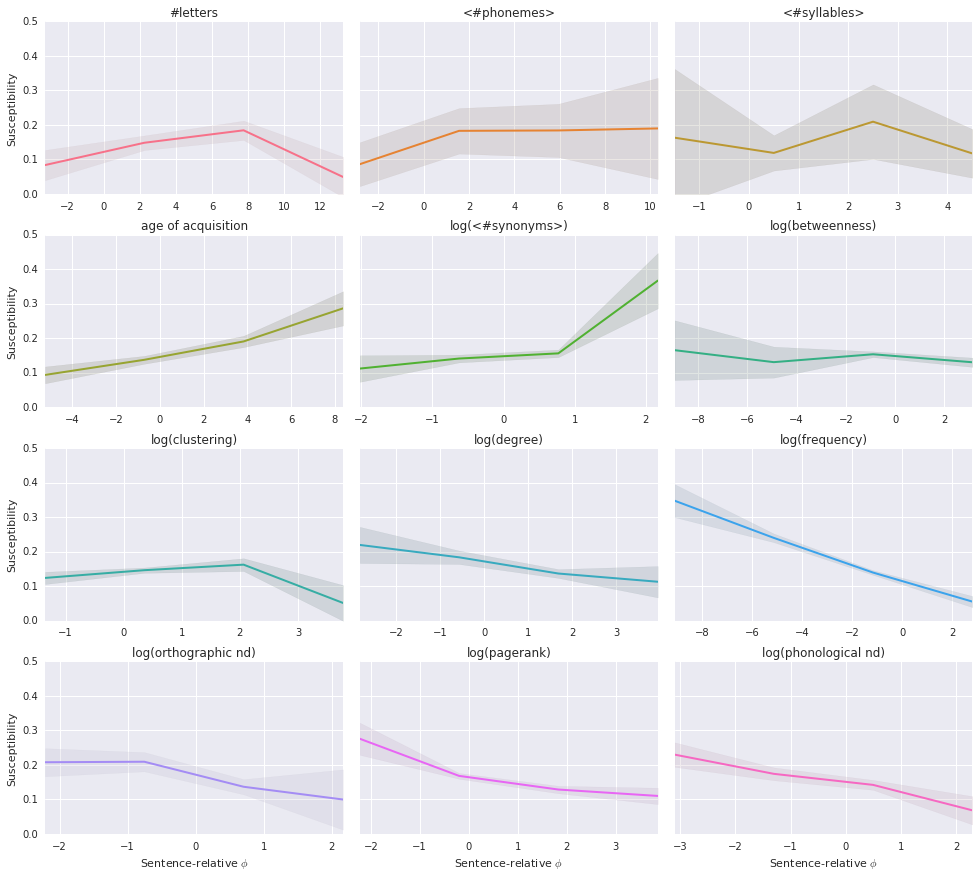 #letters
<#phonemes>
<#syllables>
Susceptibility
0.5
0.4
0.3
0.2
0.1
0.0
−2 0 2 4 6 8 10 12
−2 0 2 4 6 8 10
−1 0 1 2 3 4
age of acquisition
log(<#synonyms>)
log(betweenness)
Susceptibility
0.5
0.4
0.3
0.2
0.1
0.0
−4 −2 0 2 4 6 8
−2 −1 0 1 2
−8 −6 −4 −2 0 2
log(clustering)
log(degree)
log(frequency)
Susceptibility
0.5
0.4
0.3
0.2
0.1
0.0
−1 0 1 2 3
−2 −1 0 1 2 3
−8 −6 −4 −2 0 2
log(orthographic nd)
log(pagerank)
log(phonological nd)
Susceptibility
0.5
0.4
0.3
0.2
0.1
0.0
−2 −1 0 1 2
−2 −1 0 1 2 3
−3 −2 −1 0 1 2
Sentence-relative ϕ
Sentence-relative ϕ
Sentence-relative ϕ